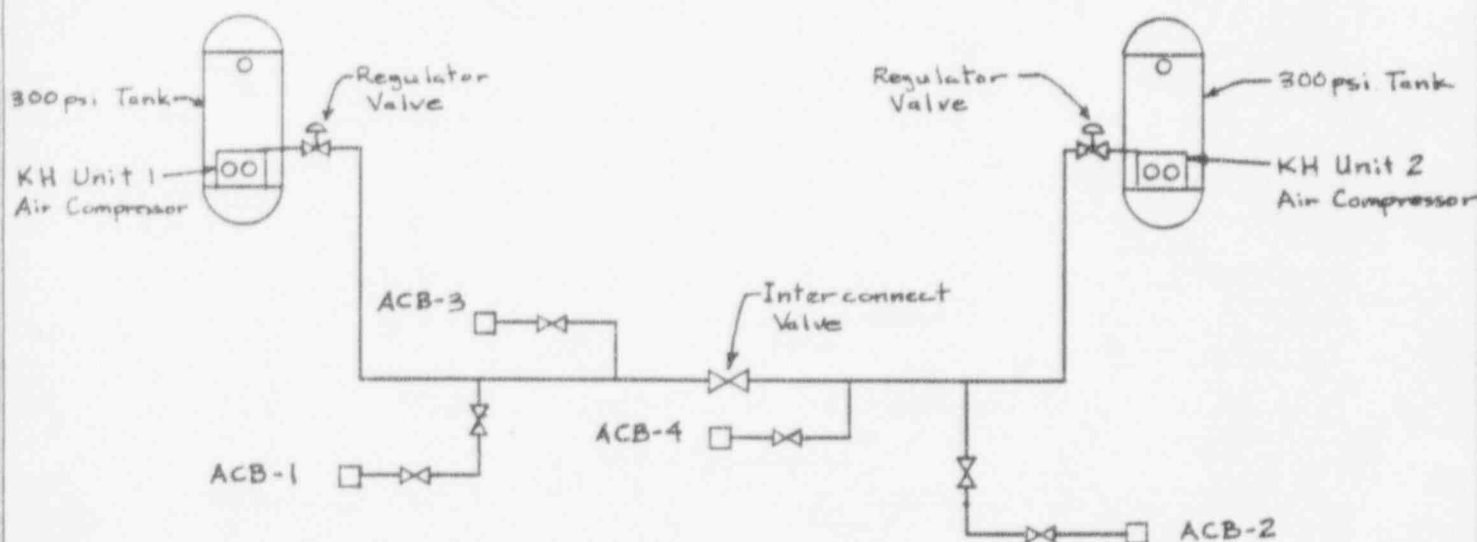 300 psi Tank
Regulator
Valve
KH Unit 1
Air Compressor
Regulator
Valve
300 psi Tank
KH Unit 2
Air Compressor
ACB-3
Interconnect
Valve
ACB-4
ACB-1
ACB-2